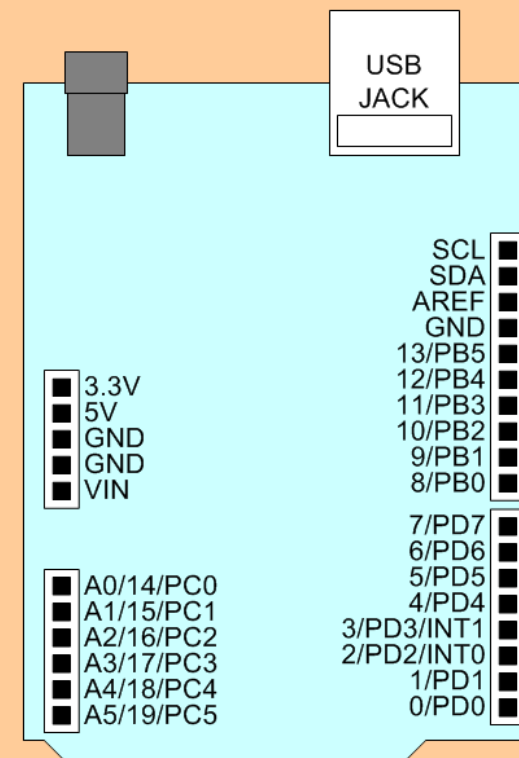 USB
JACK
SCL
SDA
AREF
GND
13/PB5
12/PB4
11/PB3
10/PB2
9/PB1
8/PB0
3.3V
5V
GND
GND
VIN
7/PD7
6/PD6
5/PD5
4/PD4
3/PD3/INT1
2/PD2/INT0
1/PD1
0/PD0
A0/14/PC0
A1/15/PC1
A2/16/PC2
A3/17/PC3
A4/18/PC4
A5/19/PC5